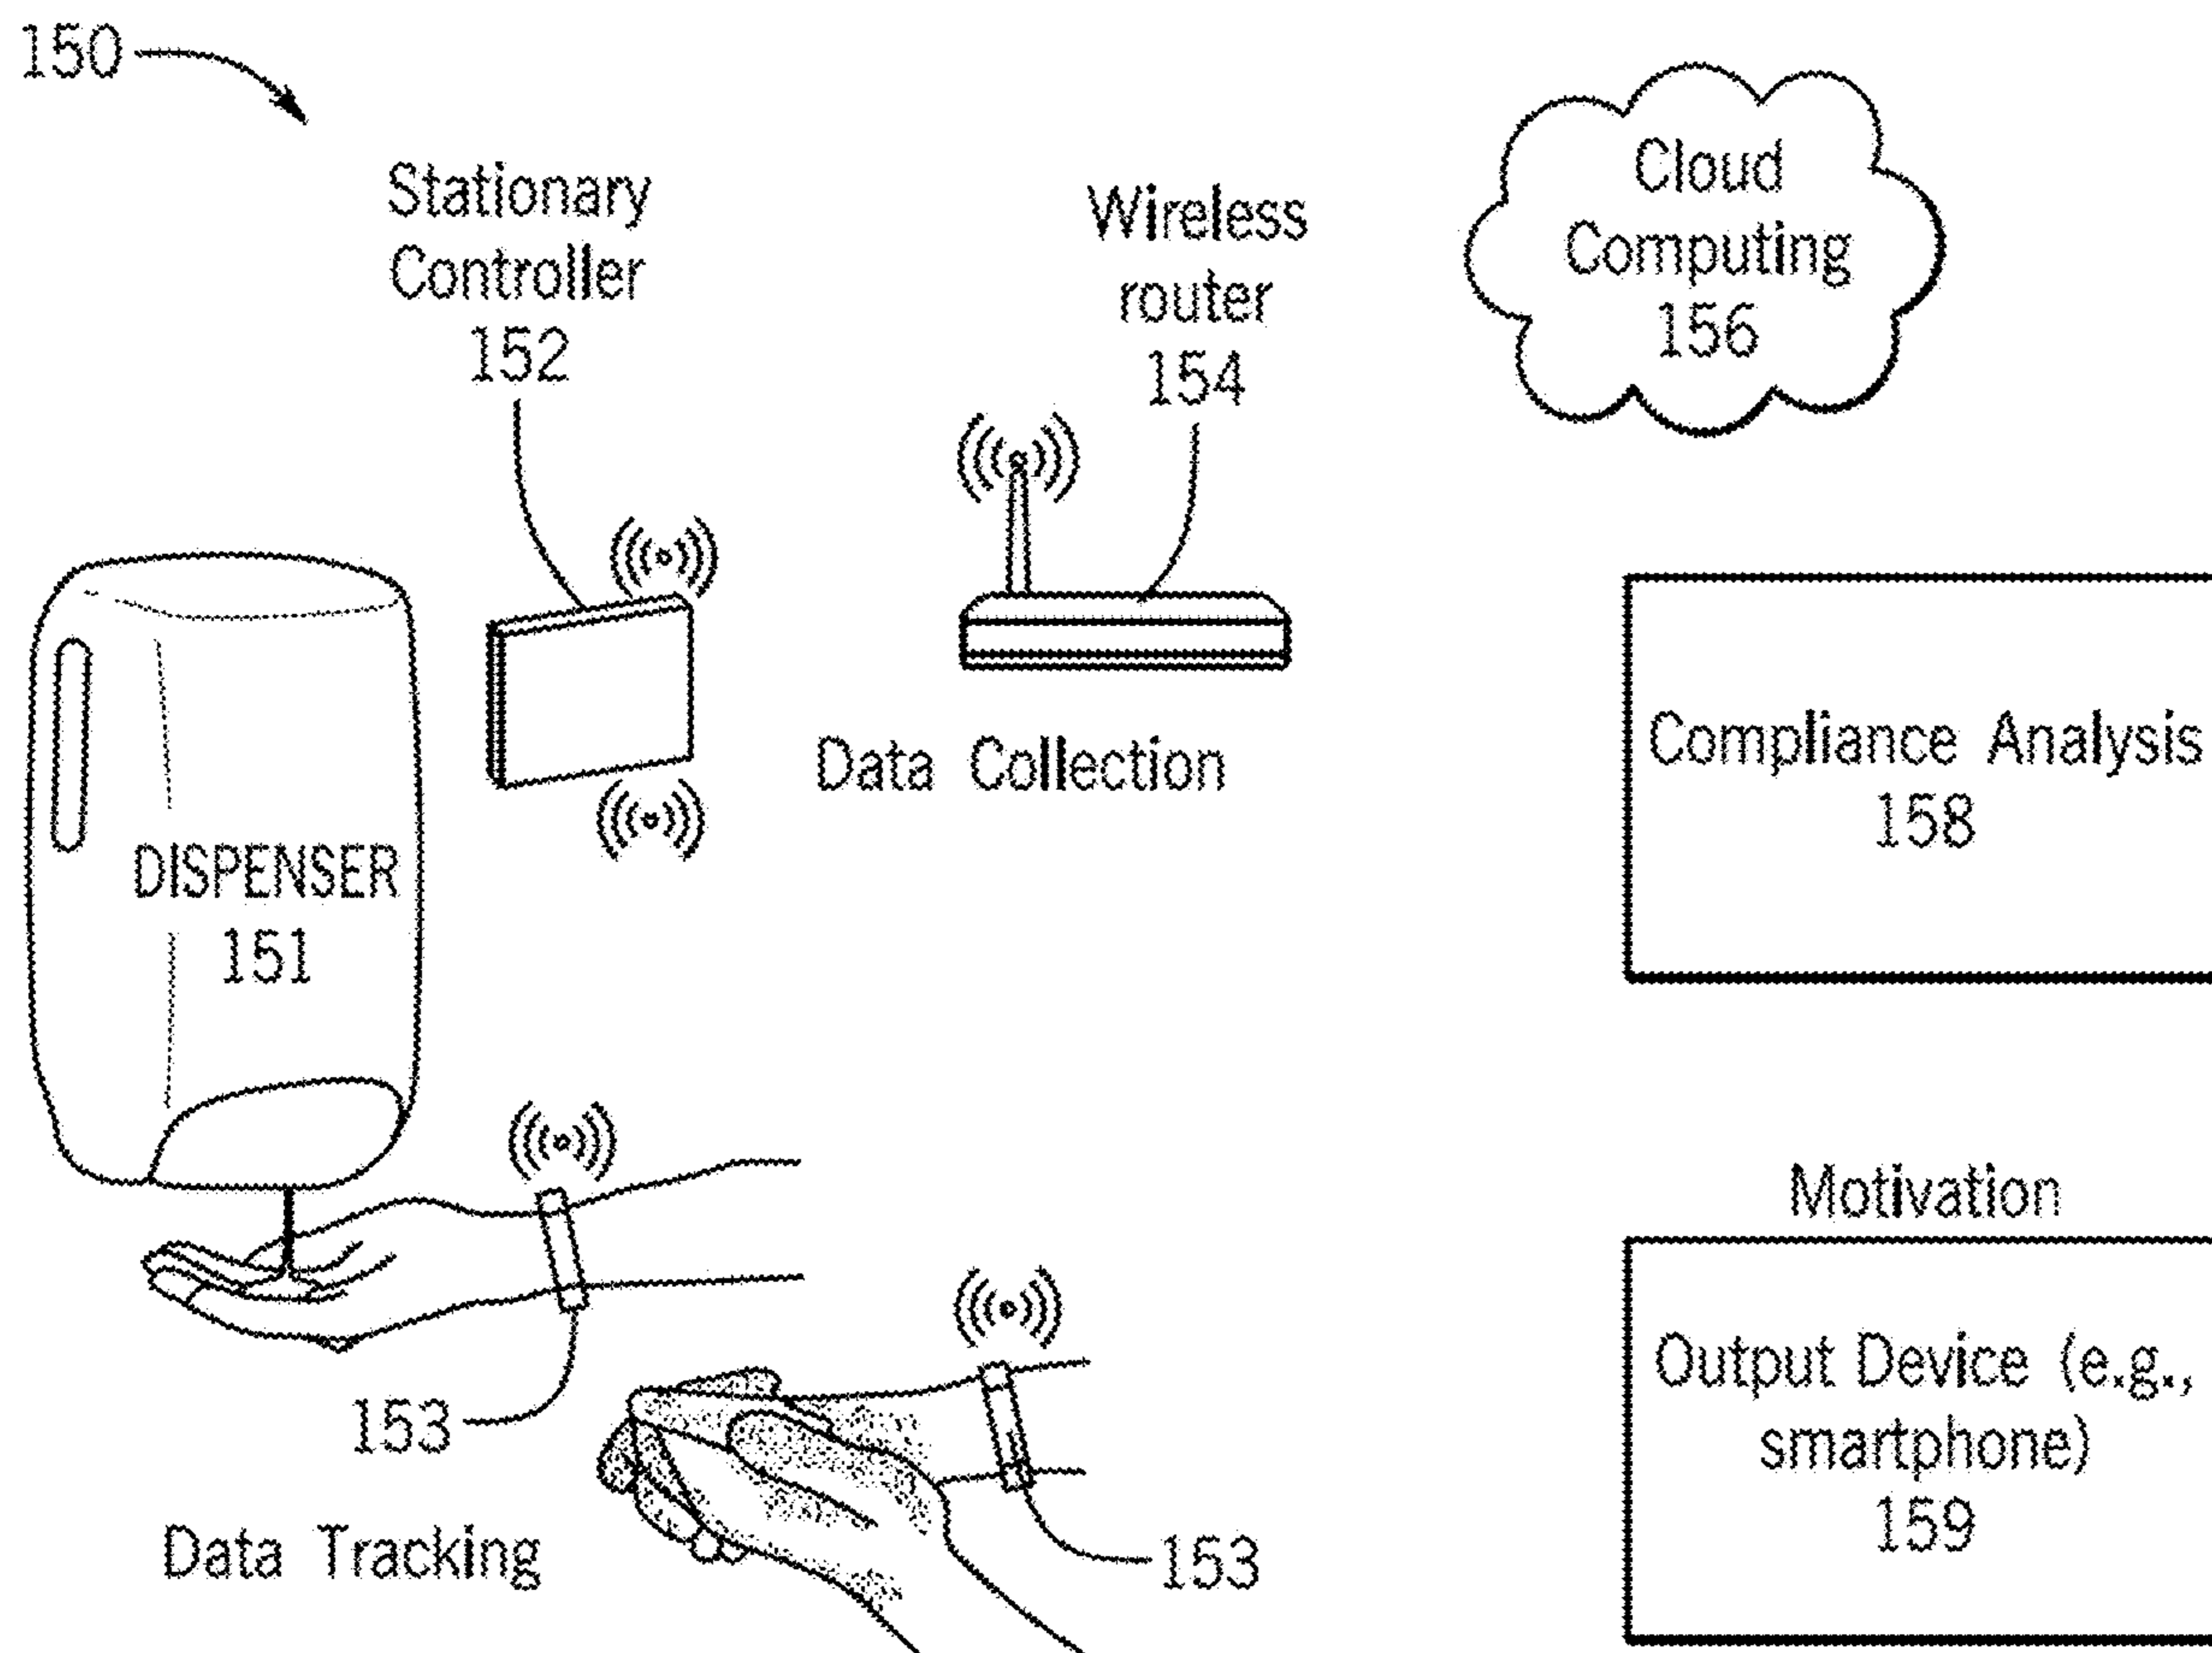 150
Stationary
Controller
152
Wireless
router
154
Cloud
Computing
156
Data Collection
Compliance Analysis
158
DISPENSER
151
Motivation
Output Device (e.g.,
smartphone)
159
153
Data Tracking
153